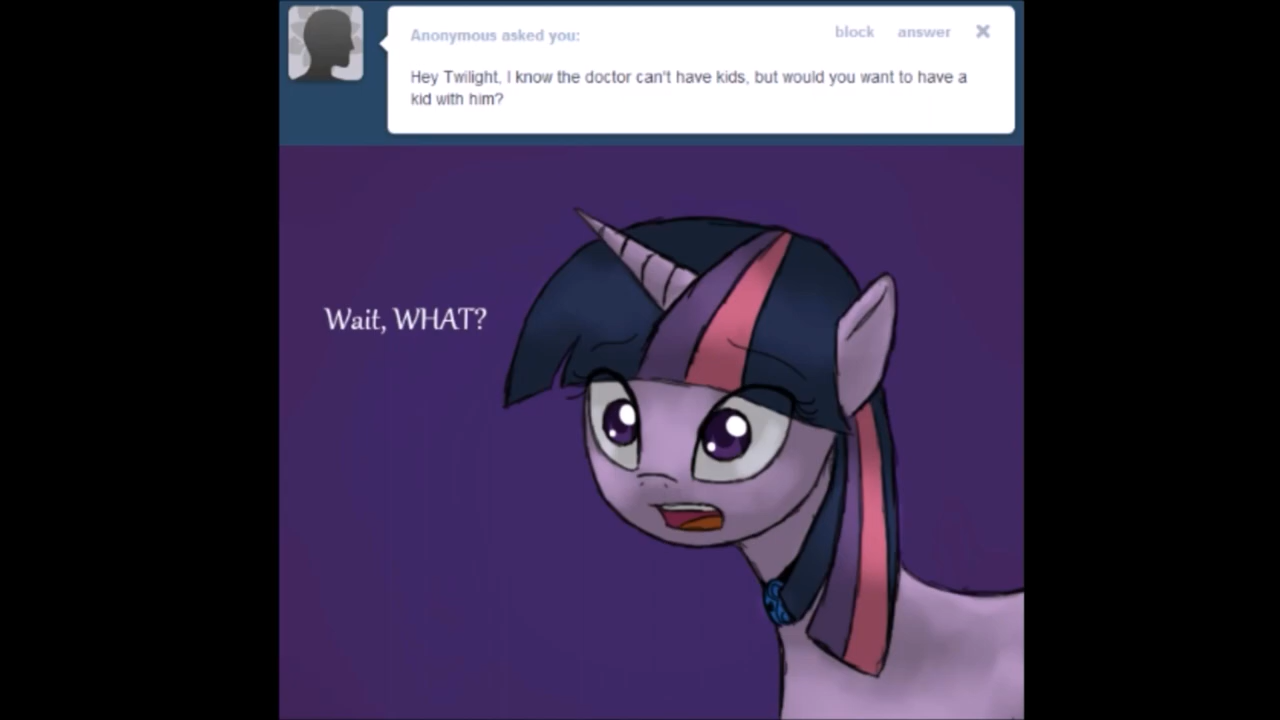 Anonymous asked you:
block answer
Hey Twilight, I know the doctor can't have kids, but would you want to have a
kid with him?
Wait, WHAT?